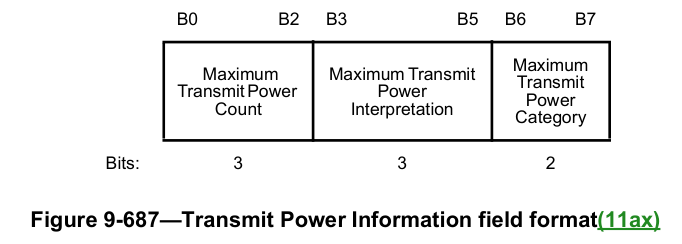 B0 B2 B3 B5 B6 B7
Maximum
Transmit Power
Count
Maximum Transmit
Power
Interpretation
Maximum
Transmit
Power
Category
Bits: 3 3 2
Figure 9-687—Transmit Power Information field format(11ax)